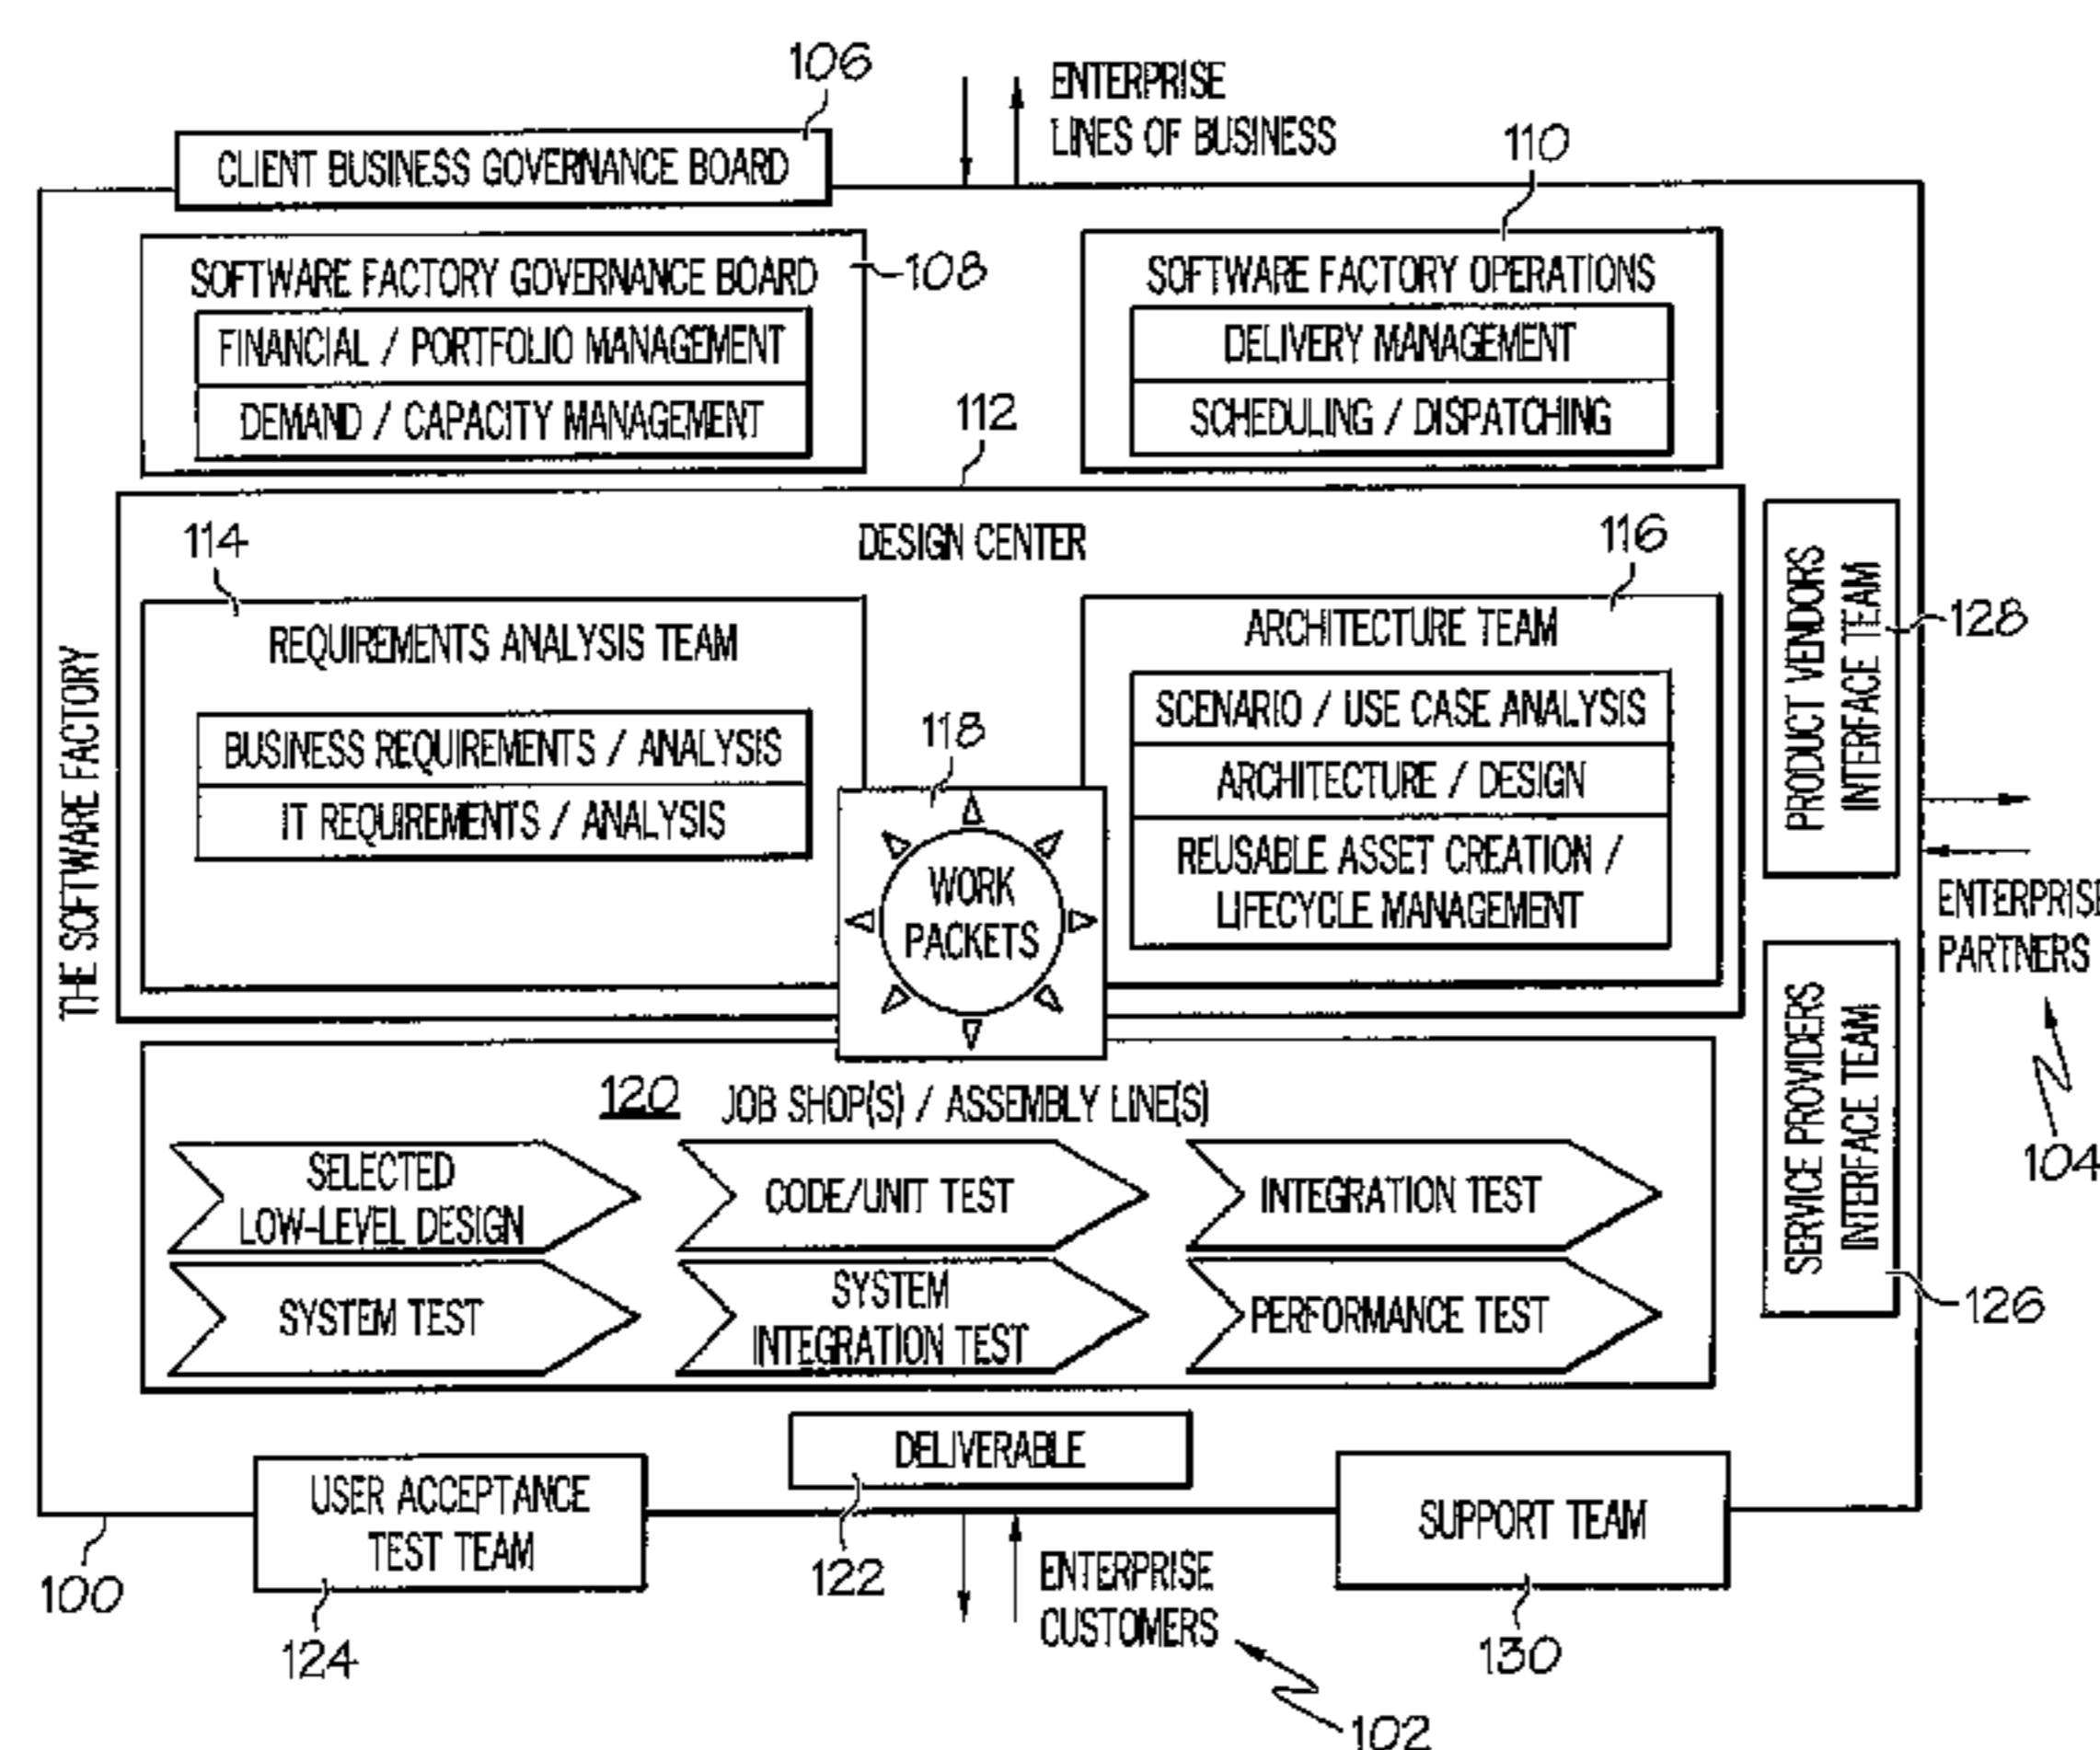 106
ENTERPRISE
LINES OF BUSINESS
CLIENT BUSINESS GOVERNANCE BOARD
110
SOFTWARE FACTORY GOVERNANCE BOARD
108
FINANCIAL / PORTFOLIO MANAGEMENT
DEMAND / CAPACITY MANAGEMENT
SOFTWARE FACTORY OPERATIONS
DELIVERY MANAGEMENT
SCHEDULING / DISPATCHING
112
THE SOFTWARE FACTORY
DESIGN CENTER
114
REQUIREMENTS ANALYSIS TEAM
BUSINESS REQUIREMENTS / ANALYSIS
IT REQUIREMENTS / ANALYSIS
116
ARCHITECTURE TEAM
SCENARIO / USE CASE ANALYSIS
ARCHITECTURE / DESIGN
REUSABLE ASSET CREATION /
LIFECYCLE MANAGEMENT
118
WORK
PACKETS
PRODUCT VENDORS
INTERFACE TEAM
128
ENTERPRISE
PARTNERS
104
SERVICE PROVIDERS
INTERFACE TEAM
126
120 JOB SHOP(S) / ASSEMBLY LINE(S)
SELECTED
LOW-LEVEL DESIGN
CODE/UNIT TEST
INTEGRATION TEST
SYSTEM TEST
SYSTEM
INTEGRATION TEST
PERFORMANCE TEST
DELIVERABLE
122
USER ACCEPTANCE
TEST TEAM
124
100
SUPPORT TEAM
130
ENTERPRISE
CUSTOMERS
102